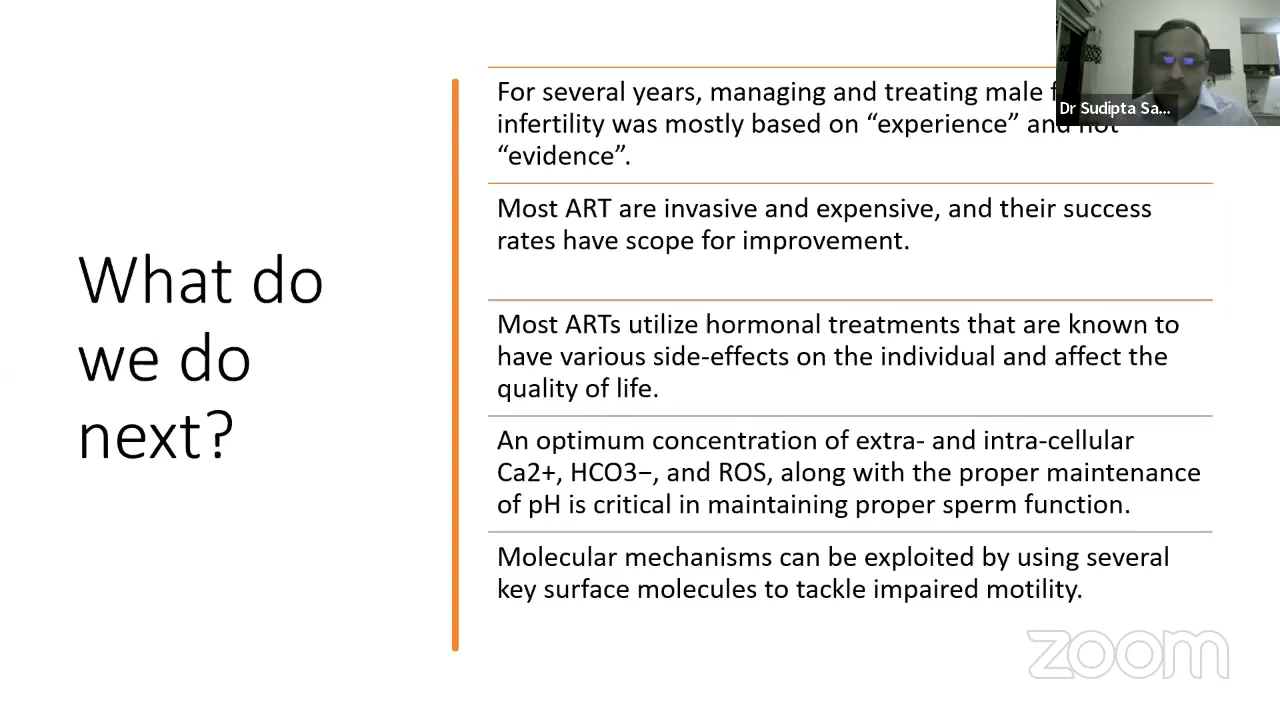 What do
we do
next?
For several years, managing and treating male
infertility was mostly based on “experience” and not
“evidence”.
Most ART are invasive and expensive, and their success
rates have scope for improvement.
Most ARTs utilize hormonal treatments that are known to
have various side-effects on the individual and affect the
quality of life.
An optimum concentration of extra- and intra-cellular
Ca2+, HCO3−, and ROS, along with the proper maintenance
of pH is critical in maintaining proper sperm function.
Molecular mechanisms can be exploited by using several
key surface molecules to tackle impaired motility.
Dr Sudipta Sa...
zoom